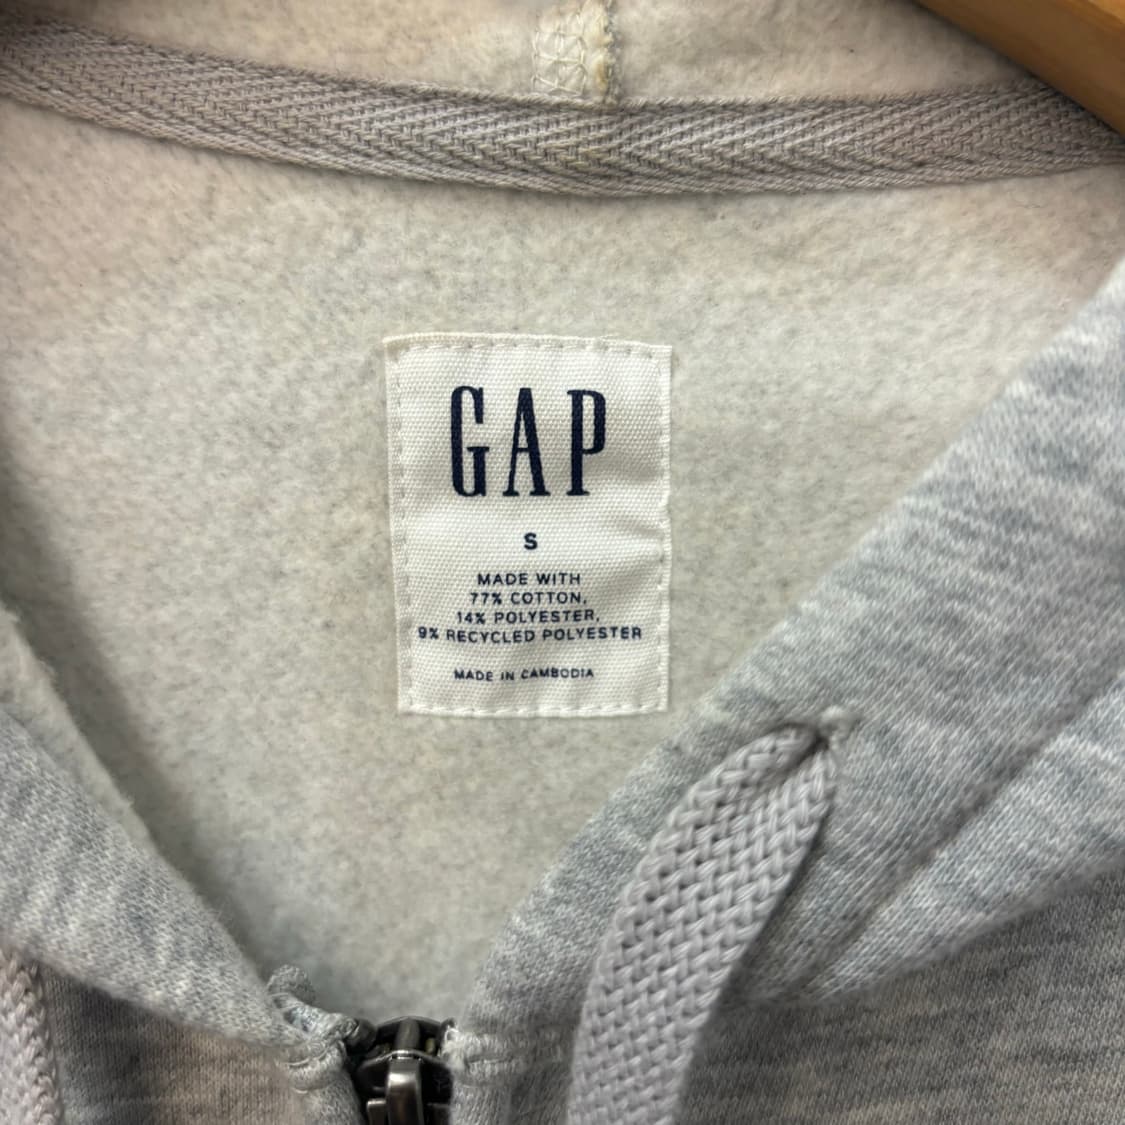 GAP
S
MADE WITH
77% COTTON,
14% POLYESTER,
9% RECYCLED POLYESTER
MADE IN CAMBODIA